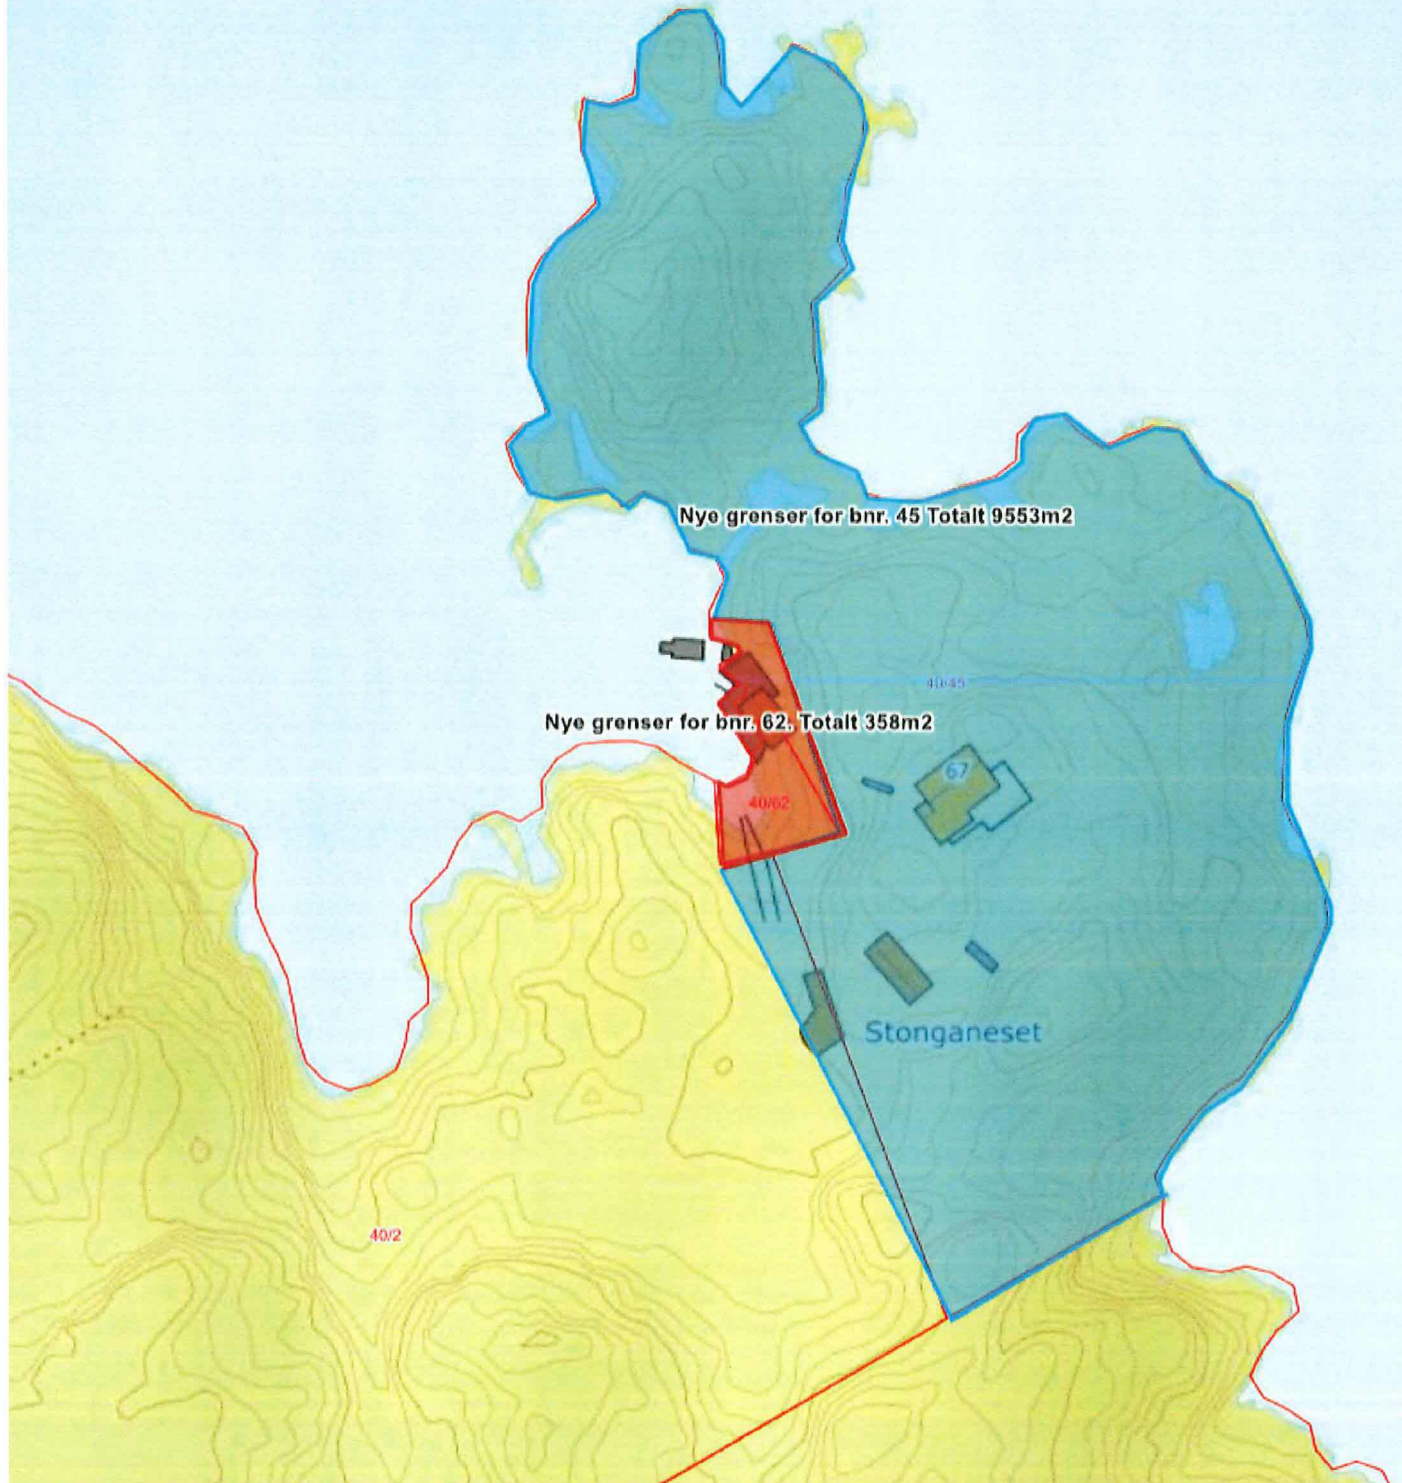 Nye grenser for bnr. 45 Totalt 9553m2
40/45
Nye grenser for bnr. 62. Totalt 358m2
67
40/62
Stonganeset
40/2